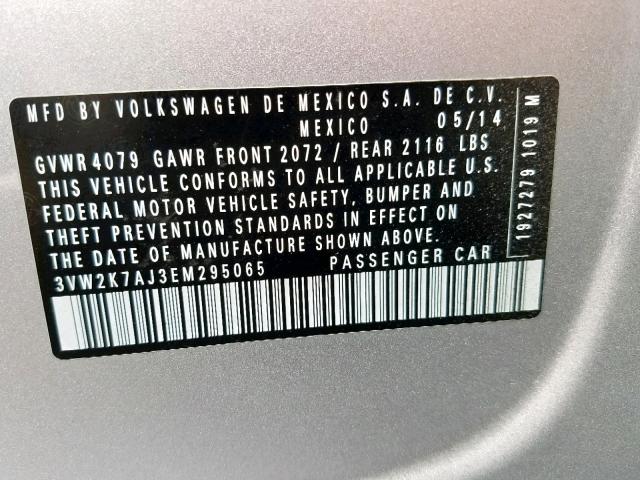 MFD BY VOLKSWAGEN DE MEXICO S.A. DE C.V.
MEXICO 05/14
GVWR4079 GAWR FRONT 2072 / REAR 2116 LBS
THIS VEHICLE CONFORMS TO ALL APPLICABLE U.S.
FEDERAL MOTOR VEHICLE SAFETY, BUMPER AND
THEFT PREVENTION STANDARDS IN EFFECT ON
THE DATE OF MANUFACTURE SHOWN ABOVE.
3VW2K7AJ3EM295065 PASSENGER CAR
1927279 1019 M